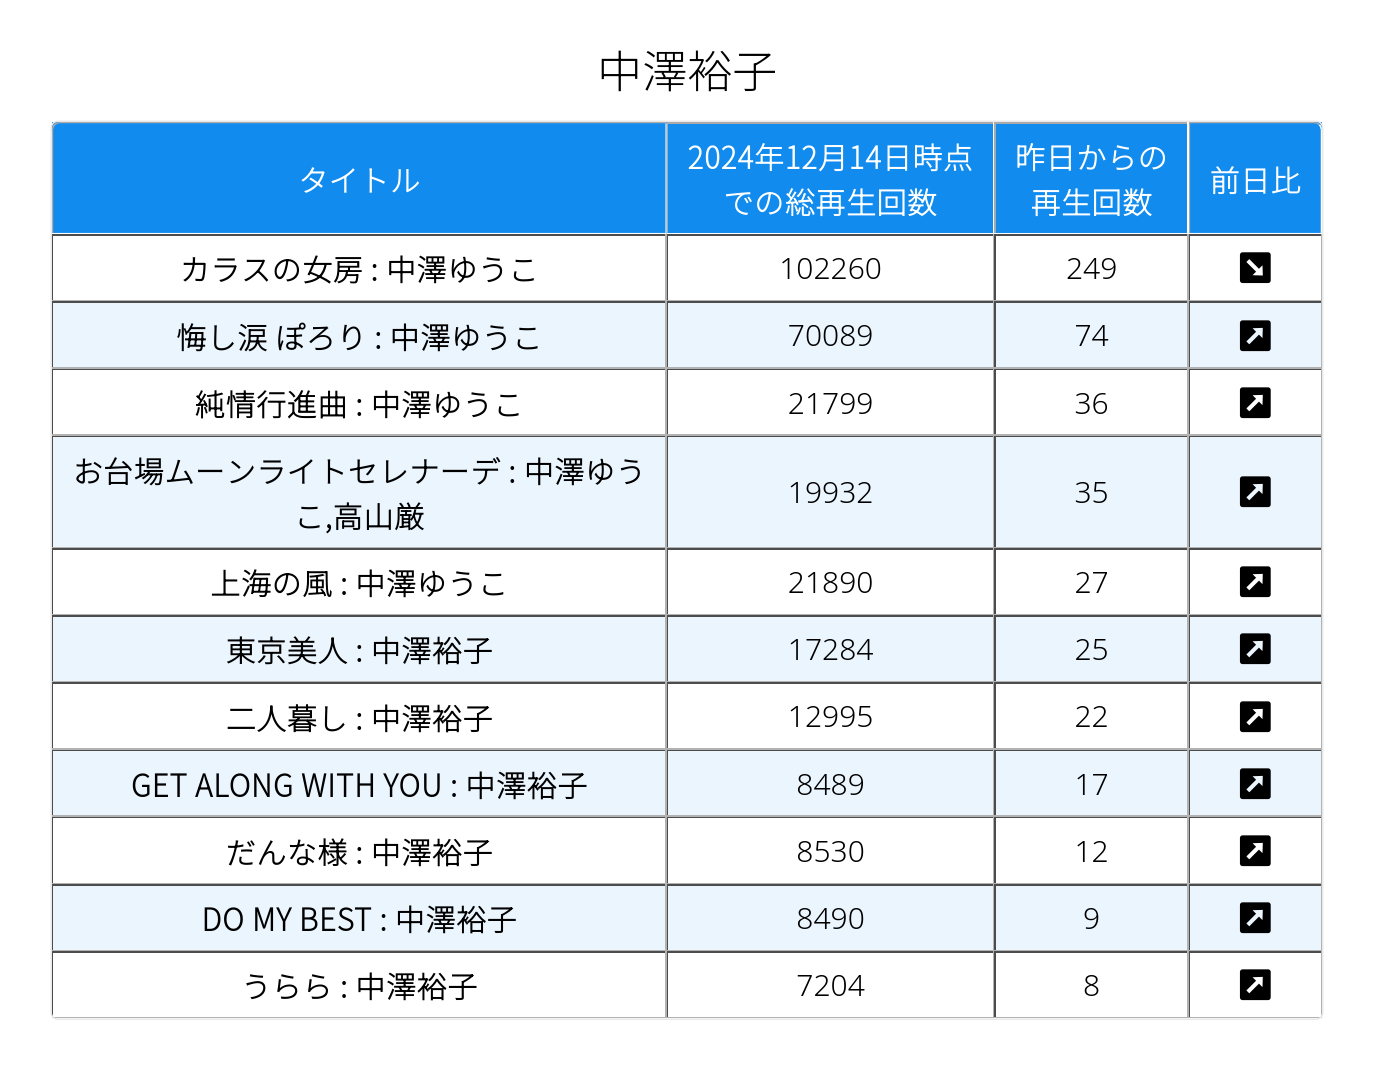 中澤裕子
タイトル
2024年12月14日時点
での総再生回数
昨日からの
再生回数
前日比
カラスの女房 : 中澤ゆうこ 102260 249
悔し涙 ぽろり : 中澤ゆうこ 70089 74
純情行進曲 : 中澤ゆうこ 21799 36
お台場ムーンライトセレナーデ : 中澤ゆう
こ,高山厳 19932 35
上海の風 : 中澤ゆうこ 21890 27
東京美人 : 中澤裕子 17284 25
二人暮し : 中澤裕子 12995 22
GET ALONG WITH YOU : 中澤裕子 8489 17
だんな様 : 中澤裕子 8530 12
DO MY BEST : 中澤裕子 8490 9
うらら : 中澤裕子 7204 8